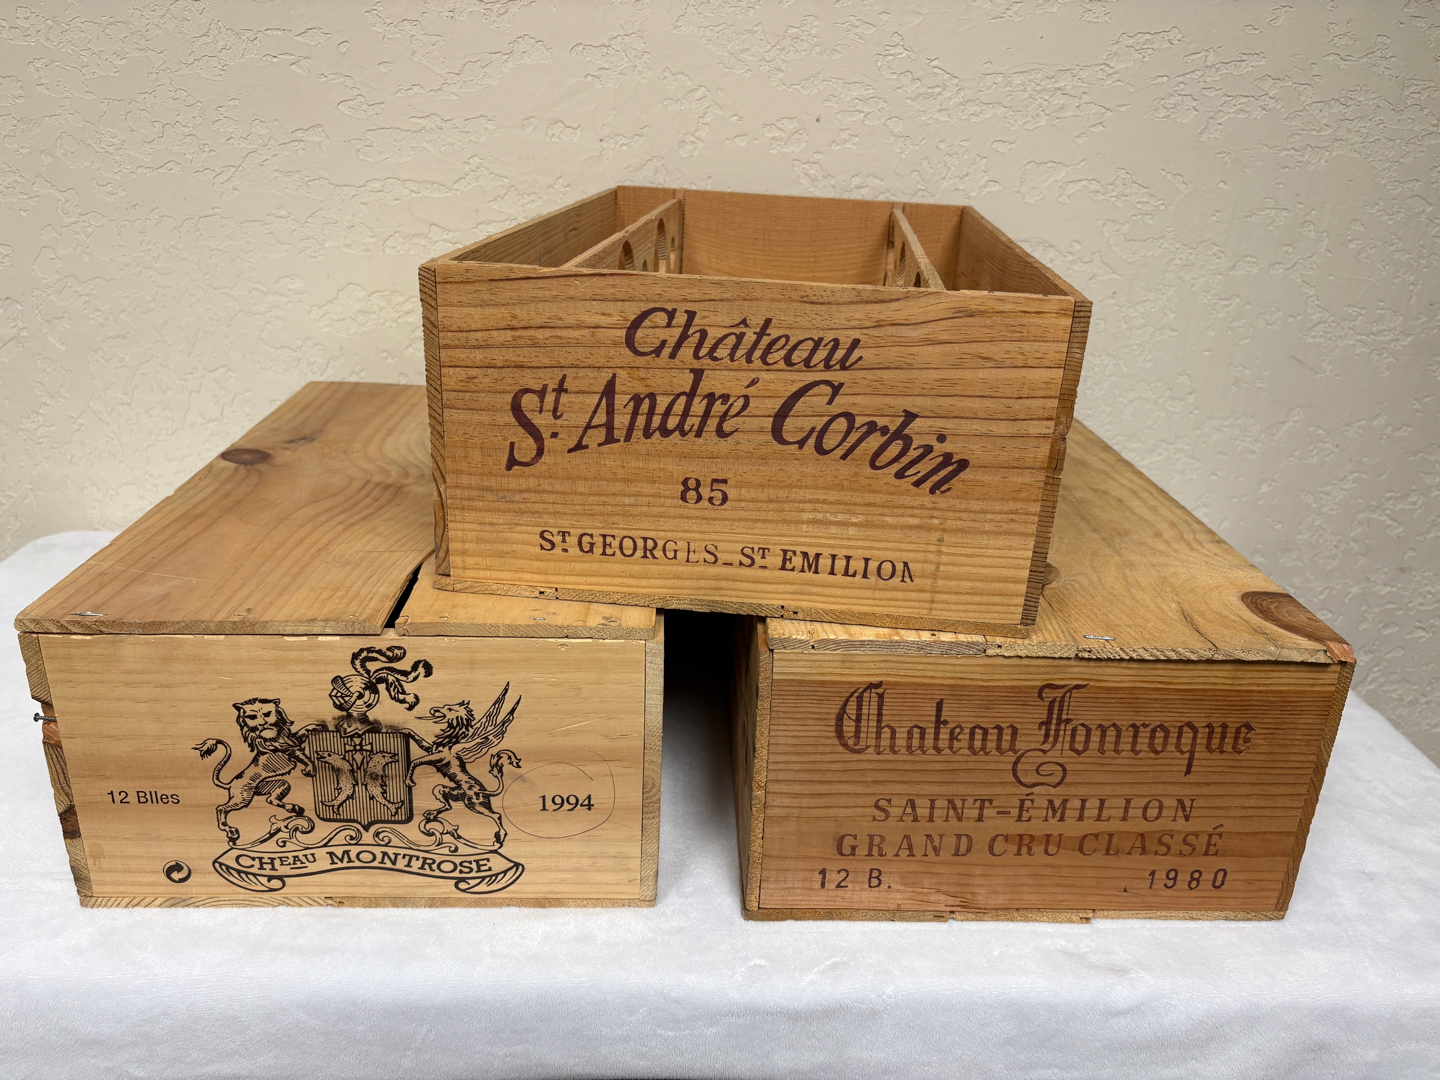 Château
St. André Corbin
85
St. GEORGES_St. EMILION
12 Blles
1994
CHEAU MONTROSE
Chateau Fonroque
SAINT-ÉMILION
GRAND CRU CLASSÉ
12 B. 1980